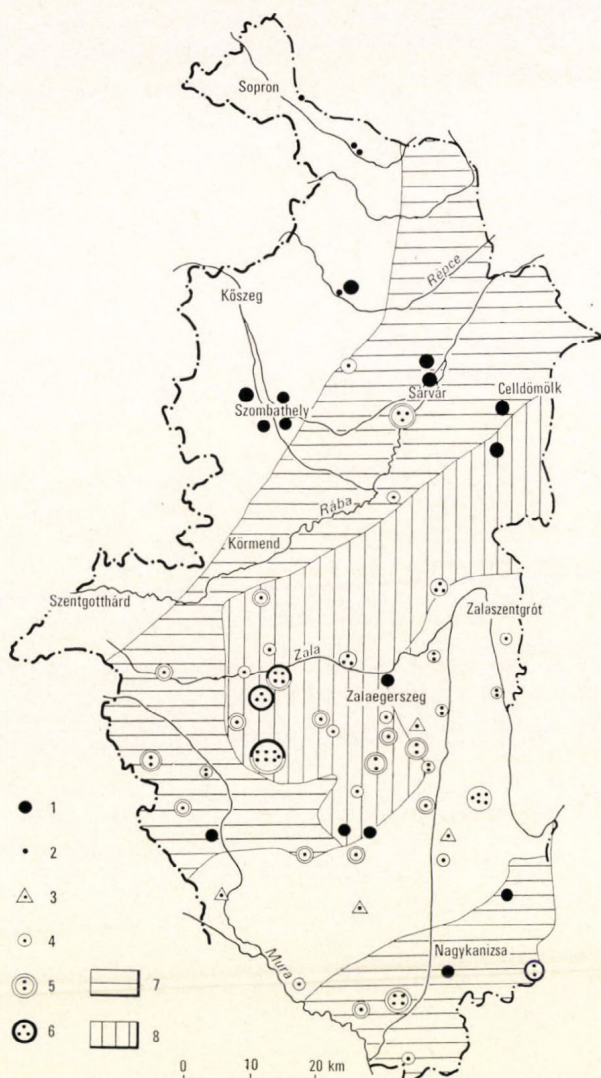 Sopron
Répce
Kőszeg
Szombathely
Sárvár
Celldömölk
Rába
Körmend
Szentgotthárd
Zalaszentgrót
Zala
Zalaegerszeg
Nagykanizsa
Mura
1
2
3
4
5
6
7
8
0 10 20 km